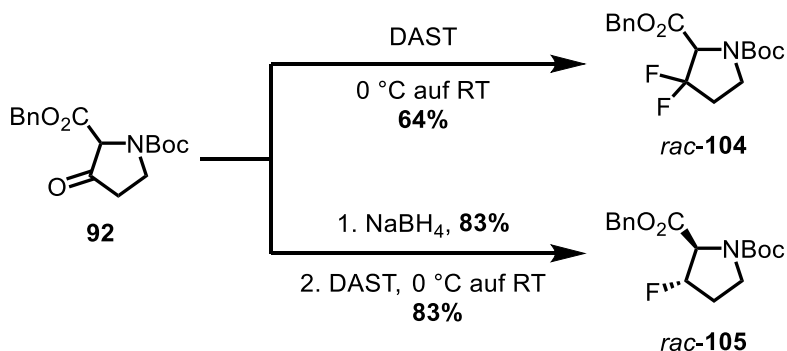 BnO₂C
NBoc
O
92
DAST
0 °C auf RT
64%
BnO₂C
NBoc
F
F
rac-104
1. NaBH₄, 83%
2. DAST, 0 °C auf RT
83%
BnO₂C
NBoc
F
rac-105